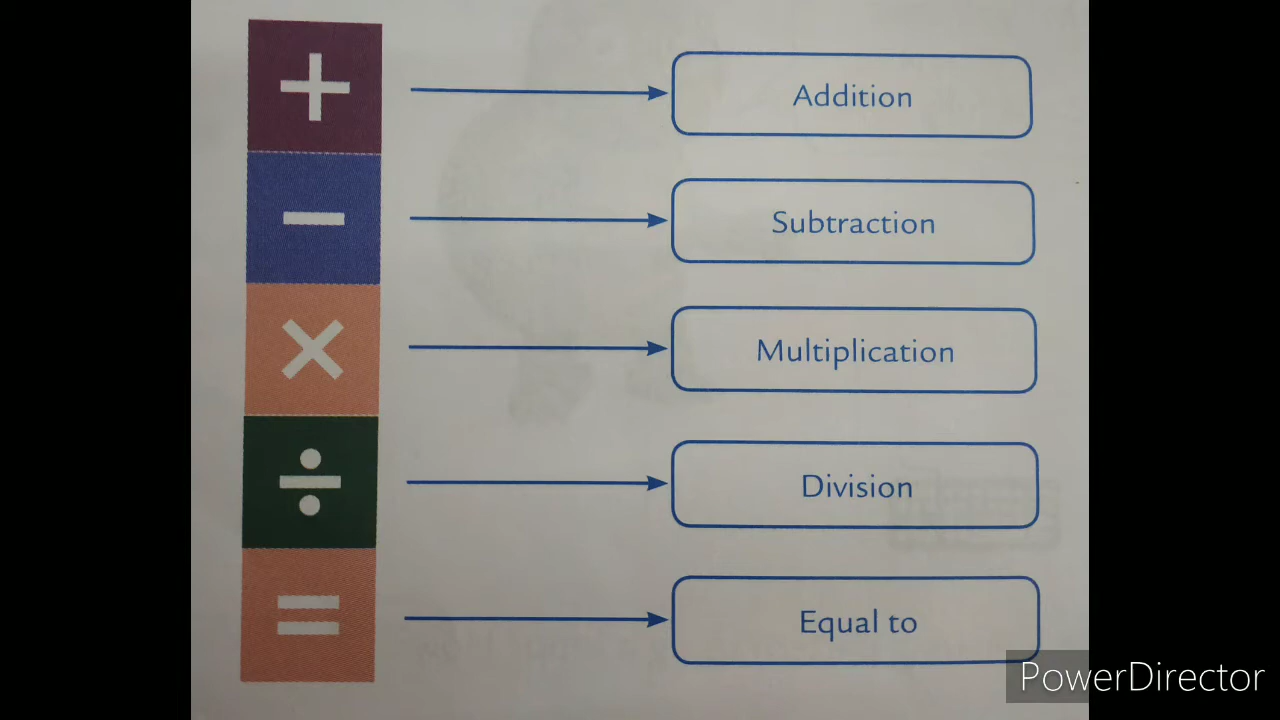 + Addition
− Subtraction
× Multiplication
÷ Division
= Equal to
PowerDirector